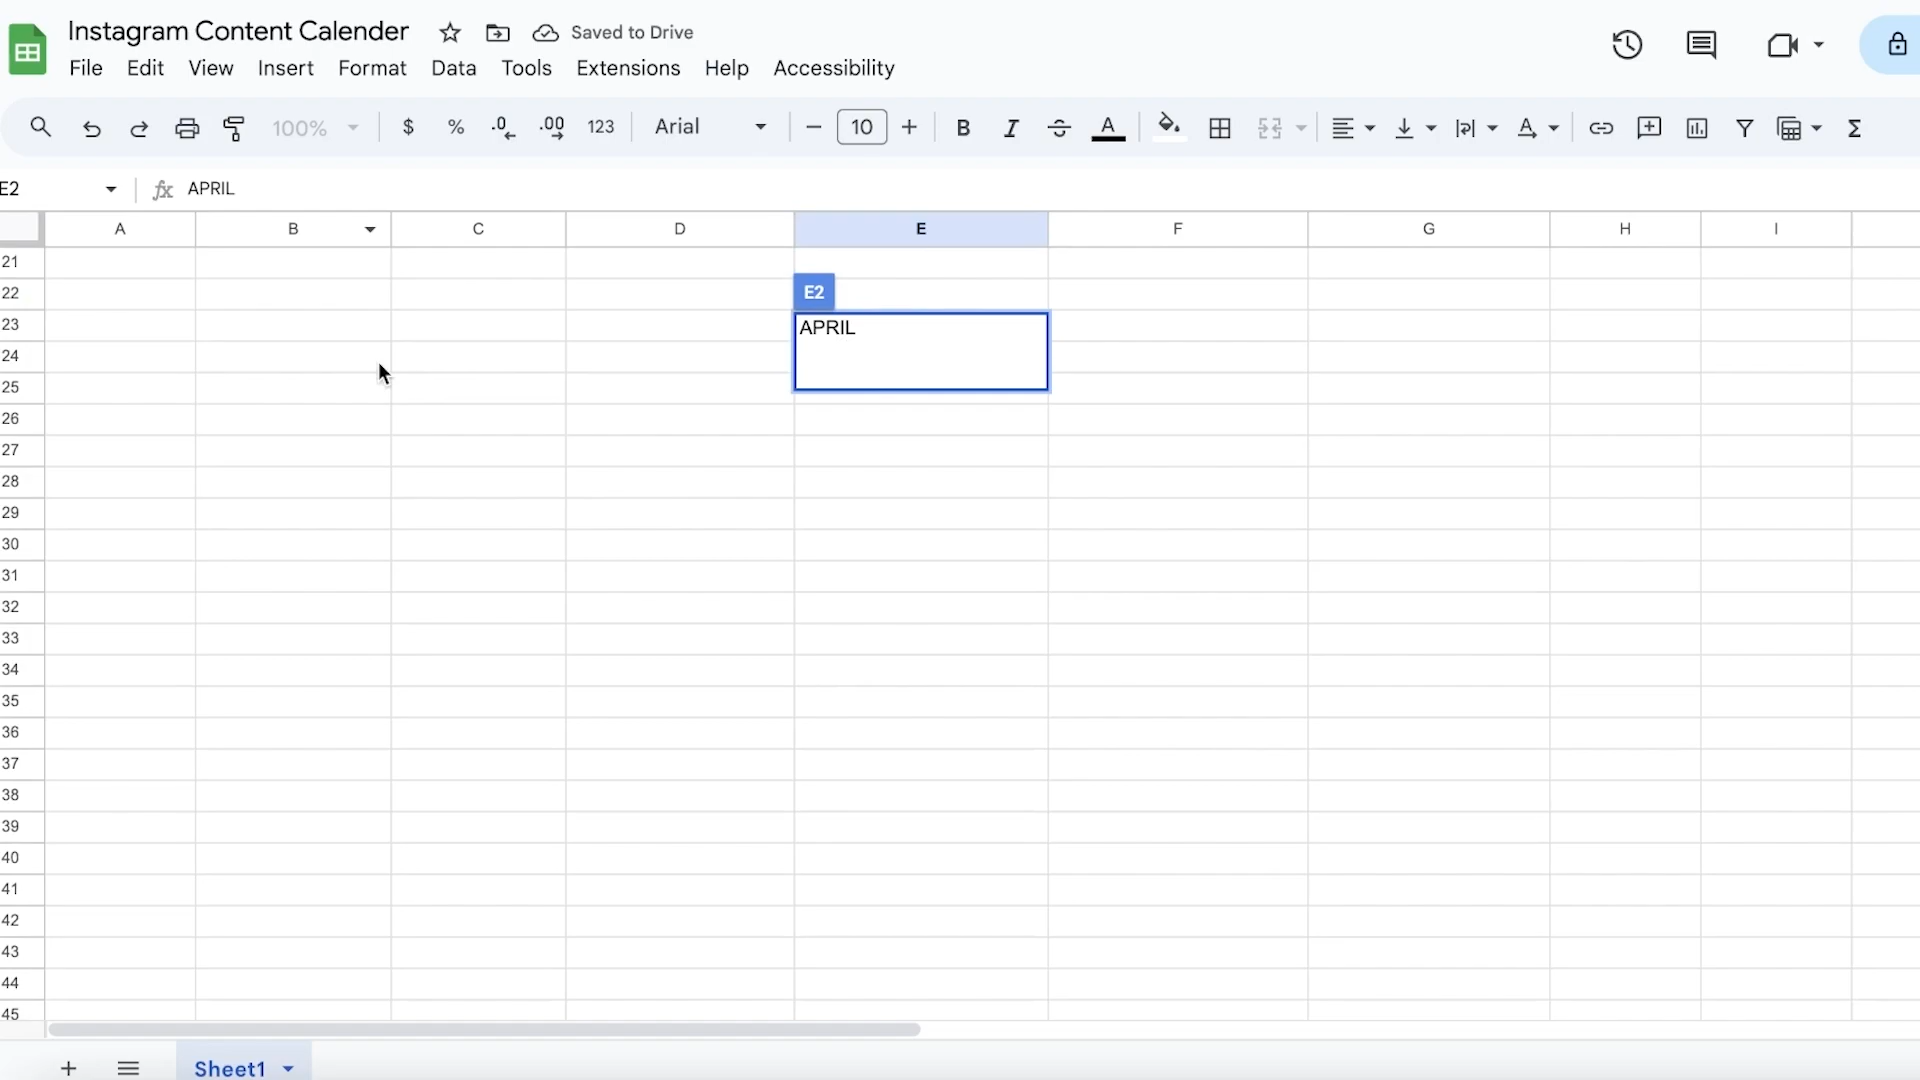 Instagram Content Calender Saved to Drive
File Edit View Insert Format Data Tools Extensions Help Accessibility
100% $ % .0 .00 123 Arial 10 B I A A
E2 fx APRIL
A B C D E F G H I
21
22 E2
23 APRIL
24
25
26
27
28
29
30
31
32
33
34
35
36
37
38
39
40
41
42
43
44
45
Sheet1